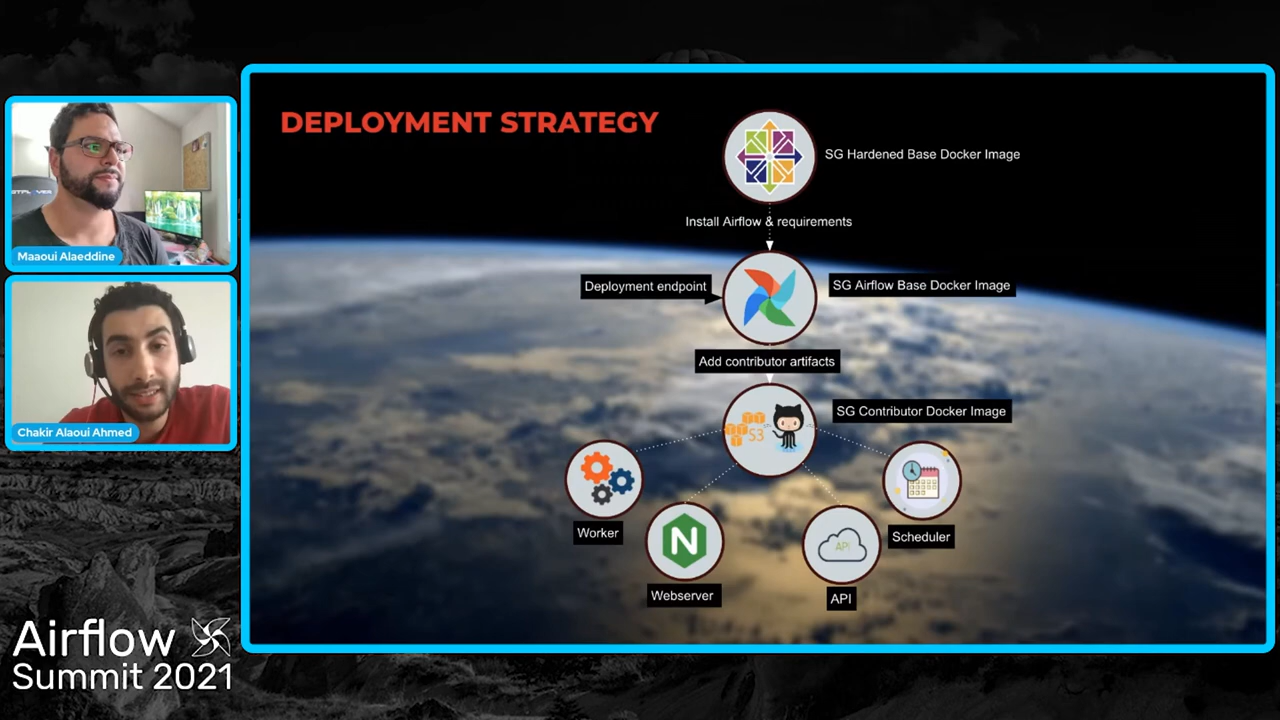 DEPLOYMENT STRATEGY
SG Hardened Base Docker Image
Install Airflow & requirements
Deployment endpoint
SG Airflow Base Docker Image
Add contributor artifacts
S3
SG Contributor Docker Image
Worker
N
Webserver
API
API
Scheduler
Maaoui Alaeddine
Chakir Alaoui Ahmed
Airflow
Summit 2021